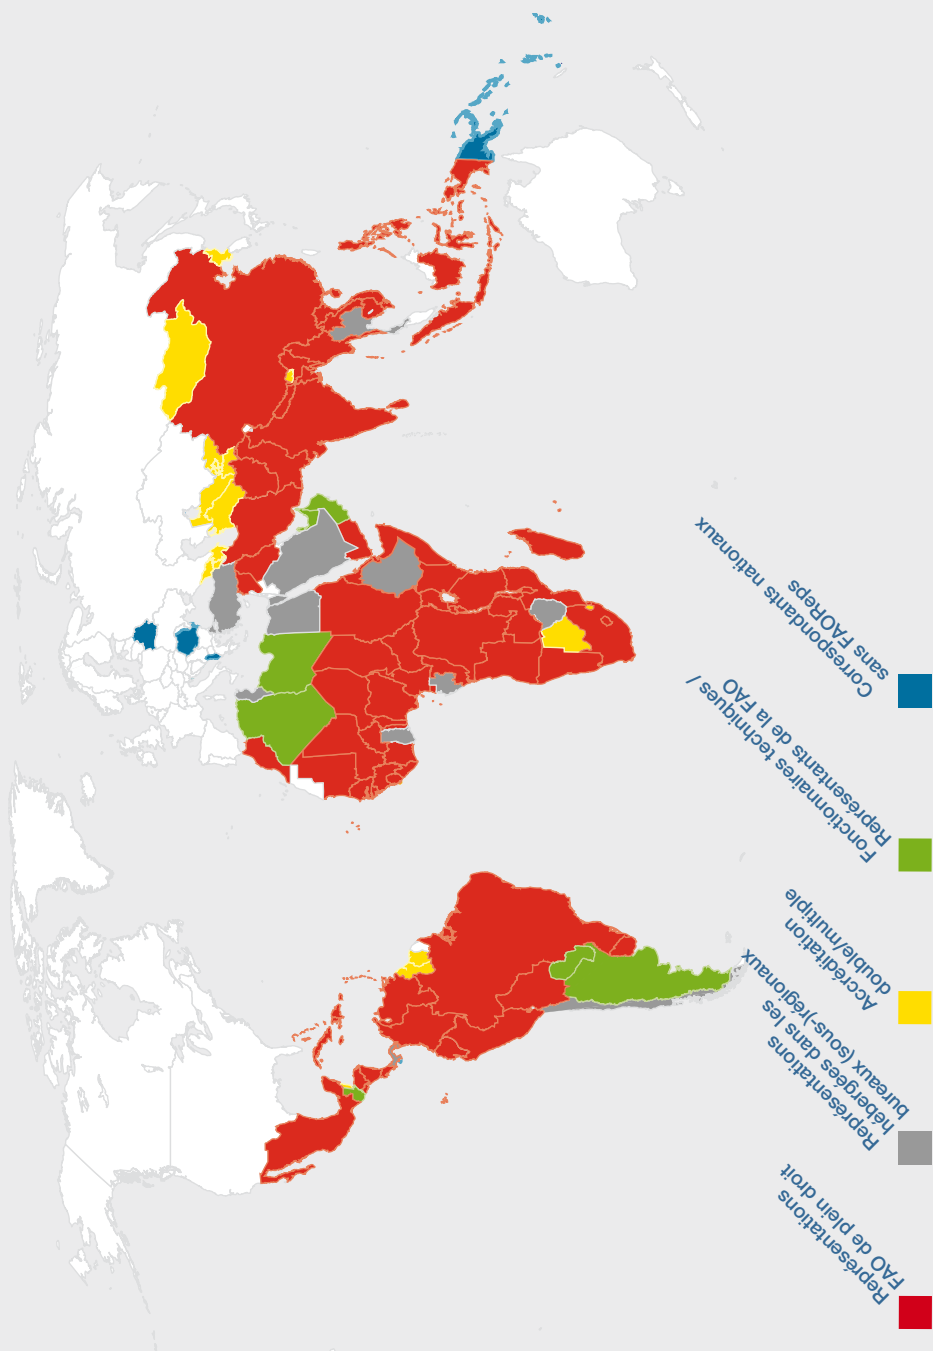 Représentations
FAO de plein droit
Représentations
hébergées dans les
bureaux (sous-)régionaux
Accréditation
double/multiple
Fonctionnaires techniques/
Représentants de la FAO
Correspondants nationaux
sans FAOReps